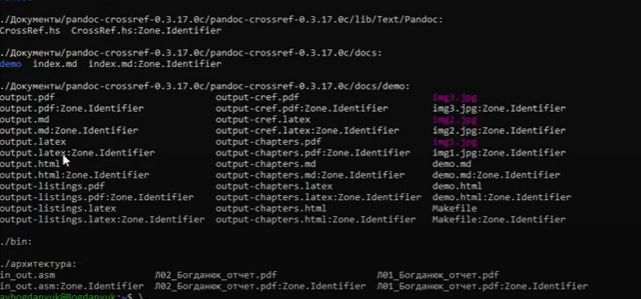 ./Документы/pandoc-crossref-0.3.17.0c/pandoc-crossref-0.3.17.0c/lib/Text/Pandoc:
CrossRef.hs CrossRef.hs:Zone.Identifier
./Документы/pandoc-crossref-0.3.17.0c/pandoc-crossref-0.3.17.0c/docs:
demo index.md index.md:Zone.Identifier
./Документы/pandoc-crossref-0.3.17.0c/pandoc-crossref-0.3.17.0c/docs/demo:
output.pdf output-cref.pdf img3.jpg
output.pdf:Zone.Identifier output-cref.pdf:Zone.Identifier img3.jpg:Zone.Identifier
output.md output-cref.latex img2.jpg
output.md:Zone.Identifier output-cref.latex:Zone.Identifier img2.jpg:Zone.Identifier
output.latex output-chapters.pdf img1.jpg
output.latex:Zone.Identifier output-chapters.pdf:Zone.Identifier img1.jpg:Zone.Identifier
output.html output-chapters.md demo.md
output.html:Zone.Identifier output-chapters.md:Zone.Identifier demo.md:Zone.Identifier
output-listings.pdf output-chapters.latex demo.html
output-listings.pdf:Zone.Identifier output-chapters.latex:Zone.Identifier demo.html:Zone.Identifier
output-listings.latex output-chapters.html Makefile
output-listings.latex:Zone.Identifier output-chapters.html:Zone.Identifier Makefile:Zone.Identifier
./bin:
./архитектура:
in_out.asm Л02_Богданюк_отчет.pdf Л01_Богданюк_отчет.pdf
in_out.asm:Zone.Identifier Л02_Богданюк_отчет.pdf:Zone.Identifier Л01_Богданюк_отчет.pdf:Zone.Identifier
avbogdanyuk@Bogdanyuk:~$ \